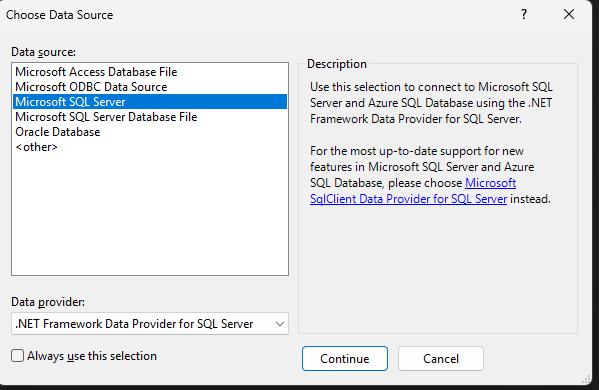 Choose Data Source
?
Data source:
Microsoft Access Database File
Microsoft ODBC Data Source
Microsoft SQL Server
Microsoft SQL Server Database File
Oracle Database
<other>
Description
Use this selection to connect to Microsoft SQL
Server and Azure SQL Database using the .NET
Framework Data Provider for SQL Server.
For the most up-to-date support for new
features in Microsoft SQL Server and Azure
SQL Database, please choose Microsoft
SqlClient Data Provider for SQL Server instead.
Data provider:
.NET Framework Data Provider for SQL Server
Always use this selection
Continue
Cancel